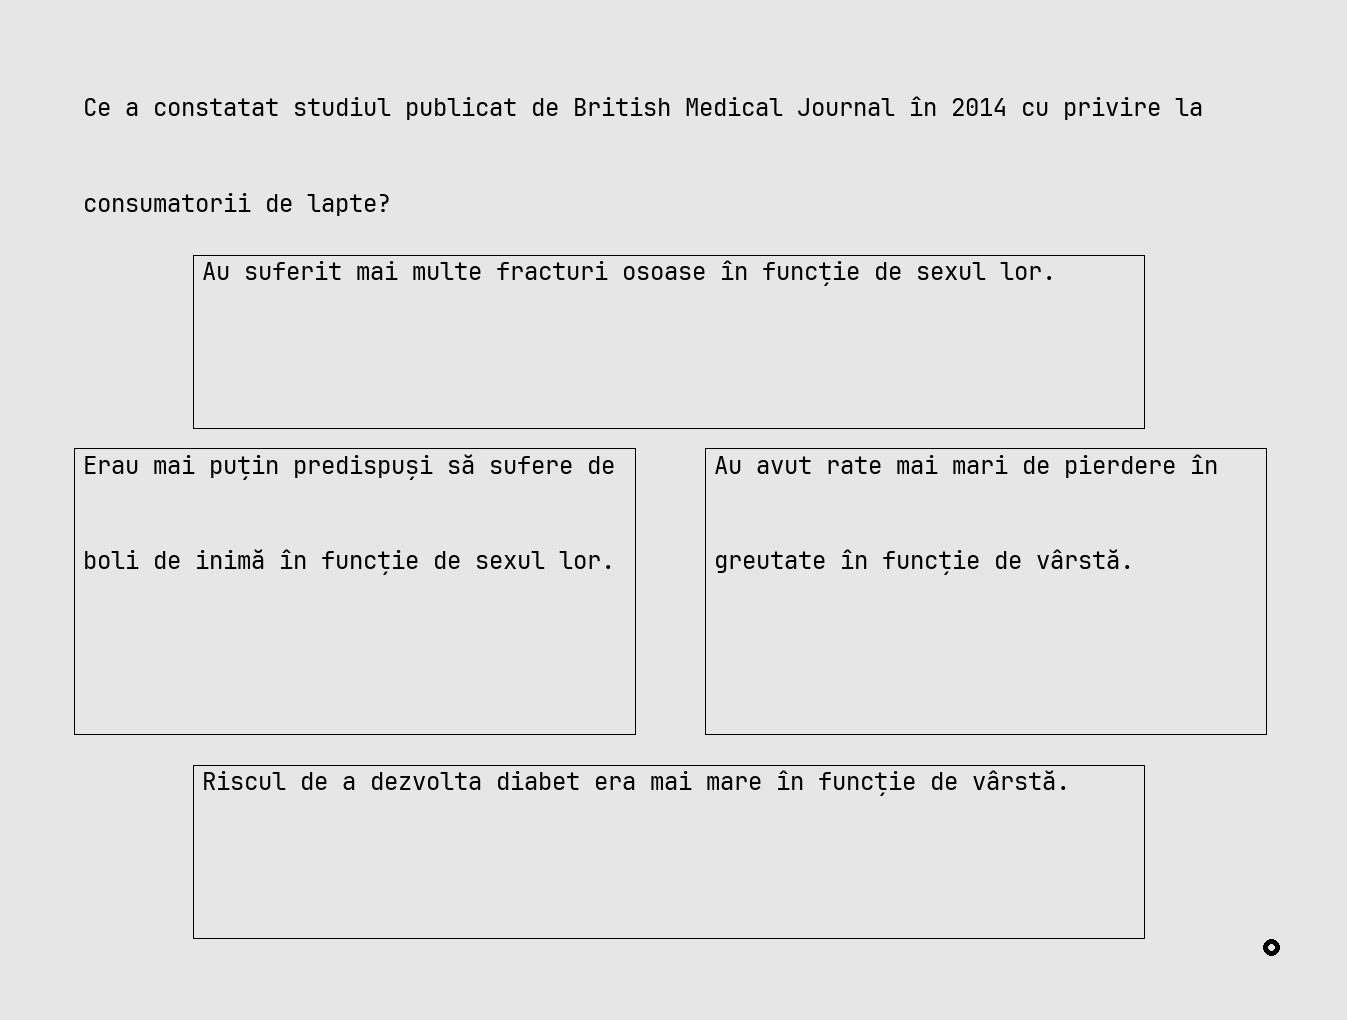 Ce a constatat studiul publicat de British Medical Journal în 2014 cu privire la
consumatorii de lapte?
Au suferit mai multe fracturi osoase în funcție de sexul lor.
Erau mai puțin predispuși să sufere de
boli de inimă în funcție de sexul lor.
Au avut rate mai mari de pierdere în
greutate în funcție de vârstă.
Riscul de a dezvolta diabet era mai mare în funcție de vârstă.